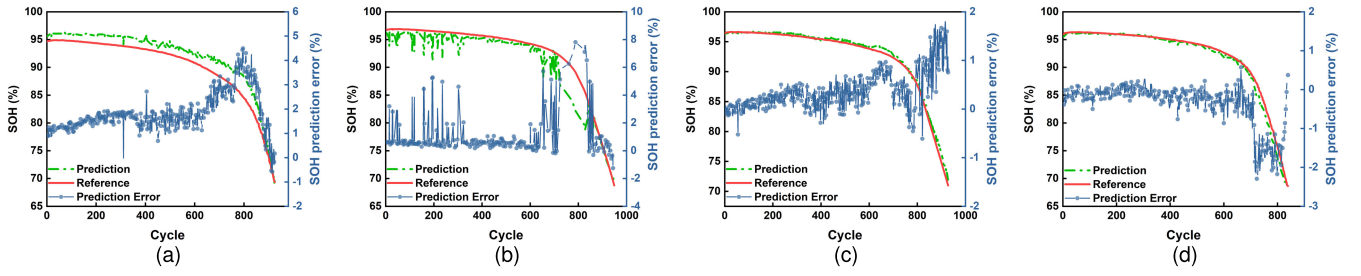 100
95
90
85
80
75
70
65
SOH (%)
6
5
4
3
2
1
0
-1
-2
SOH prediction error (%)
Prediction
Reference
Prediction Error
0 200 400 600 800 1000
Cycle
(a)
100
95
90
85
80
75
70
65
SOH (%)
10
8
6
4
2
0
-2
-4
SOH prediction error (%)
Prediction
Reference
Prediction Error
0 200 400 600 800 1000
Cycle
(b)
100
95
90
85
80
75
70
SOH (%)
2
1
0
-1
-2
SOH prediction error (%)
Prediction
Reference
Prediction Error
0 200 400 600 800 1000
Cycle
(c)
100
95
90
85
80
75
70
65
SOH (%)
2
1
0
-1
-2
-3
SOH prediction error (%)
Prediction
Reference
Prediction Error
0 200 400 600 800
Cycle
(d)